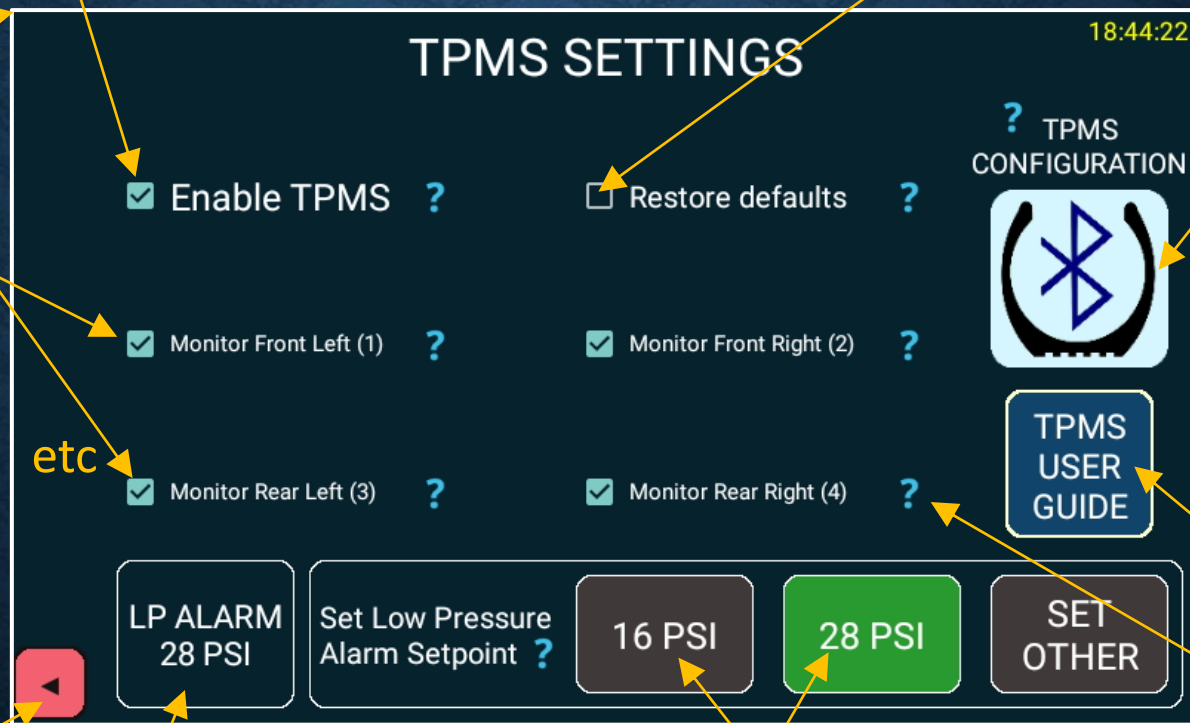 18:44:22
TPMS SETTINGS
? TPMS
CONFIGURATION
Enable TPMS ?
Restore defaults ?
Monitor Front Left (1) ?
Monitor Front Right (2) ?
etc
Monitor Rear Left (3) ?
Monitor Rear Right (4) ?
TPMS
USER
GUIDE
LP ALARM
28 PSI
Set Low Pressure
Alarm Setpoint ?
16 PSI
28 PSI
SET
OTHER